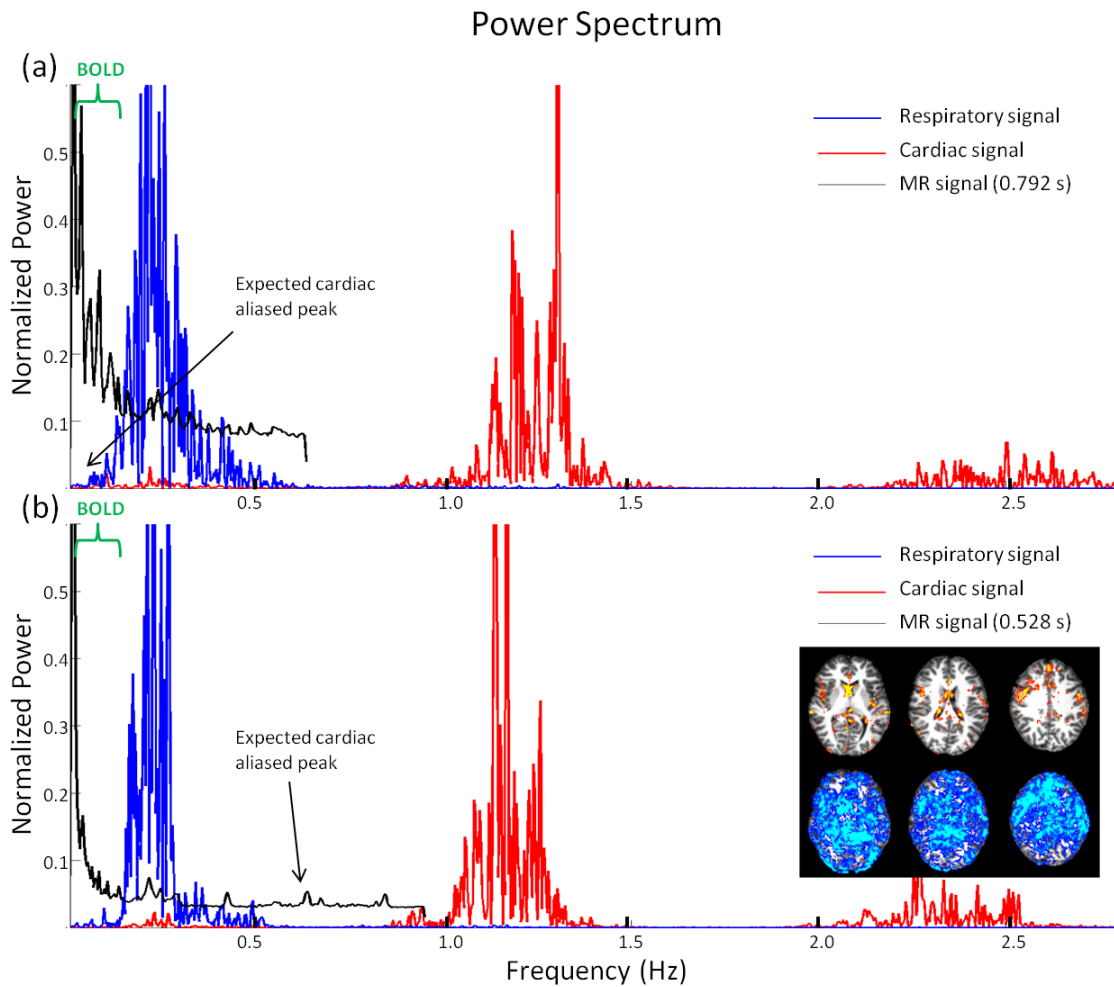 Power Spectrum
(a)
BOLD
Respiratory signal
Cardiac signal
MR signal (0.792 s)
Normalized Power
0.5
0.4
0.3
0.2
0.1
Expected cardiac
aliased peak
0.5
1.0
1.5
2.0
2.5
(b)
BOLD
Respiratory signal
Cardiac signal
MR signal (0.528 s)
Normalized Power
0.5
0.4
0.3
0.2
0.1
Expected cardiac
aliased peak
0.5
1.0
1.5
2.0
2.5
Frequency (Hz)